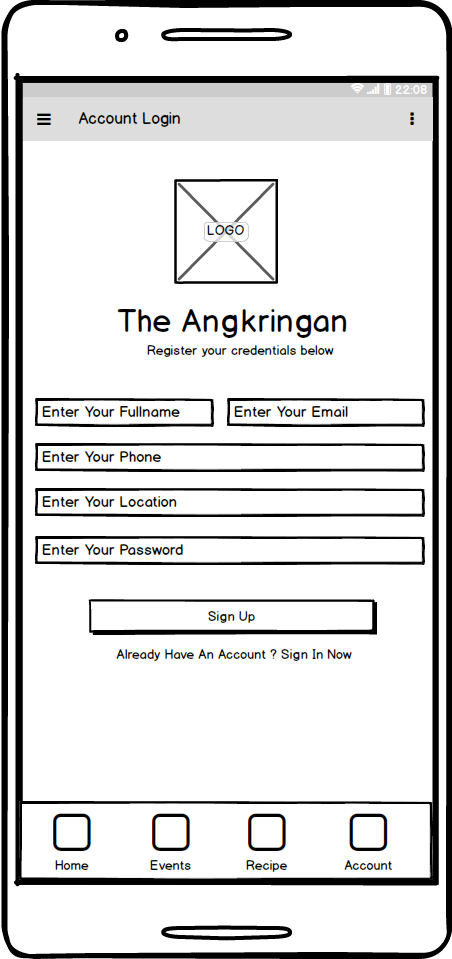 22:08
Account Login
LOGO
The Angkringan
Register your credentials below
Enter Your Fullname Enter Your Email
Enter Your Phone
Enter Your Location
Enter Your Password
Sign Up
Already Have An Account ? Sign In Now
Home Events Recipe Account